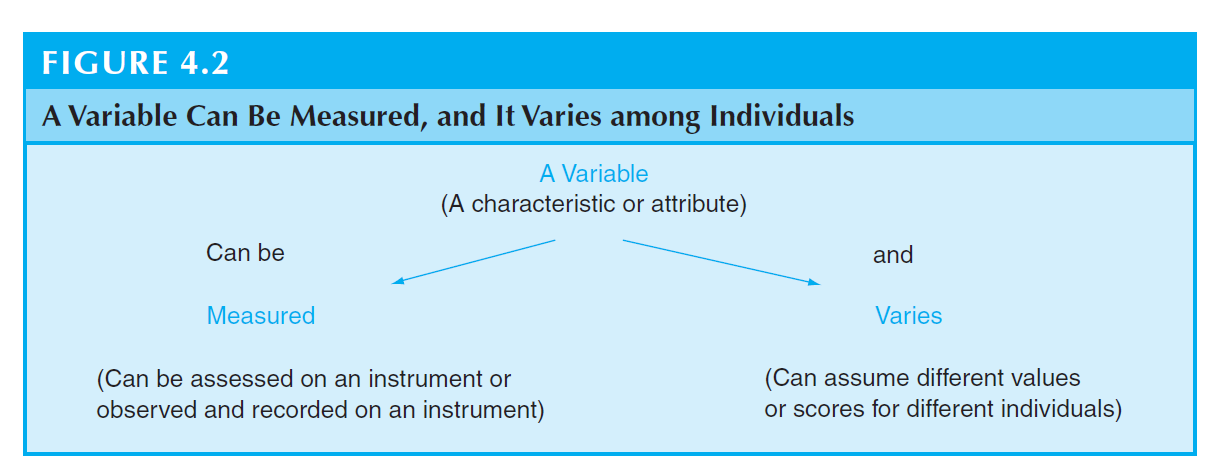 FIGURE 4.2
A Variable Can Be Measured, and It Varies among Individuals
A Variable
(A characteristic or attribute)
Can be
and
Measured
Varies
(Can be assessed on an instrument or
observed and recorded on an instrument)
(Can assume different values
or scores for different individuals)